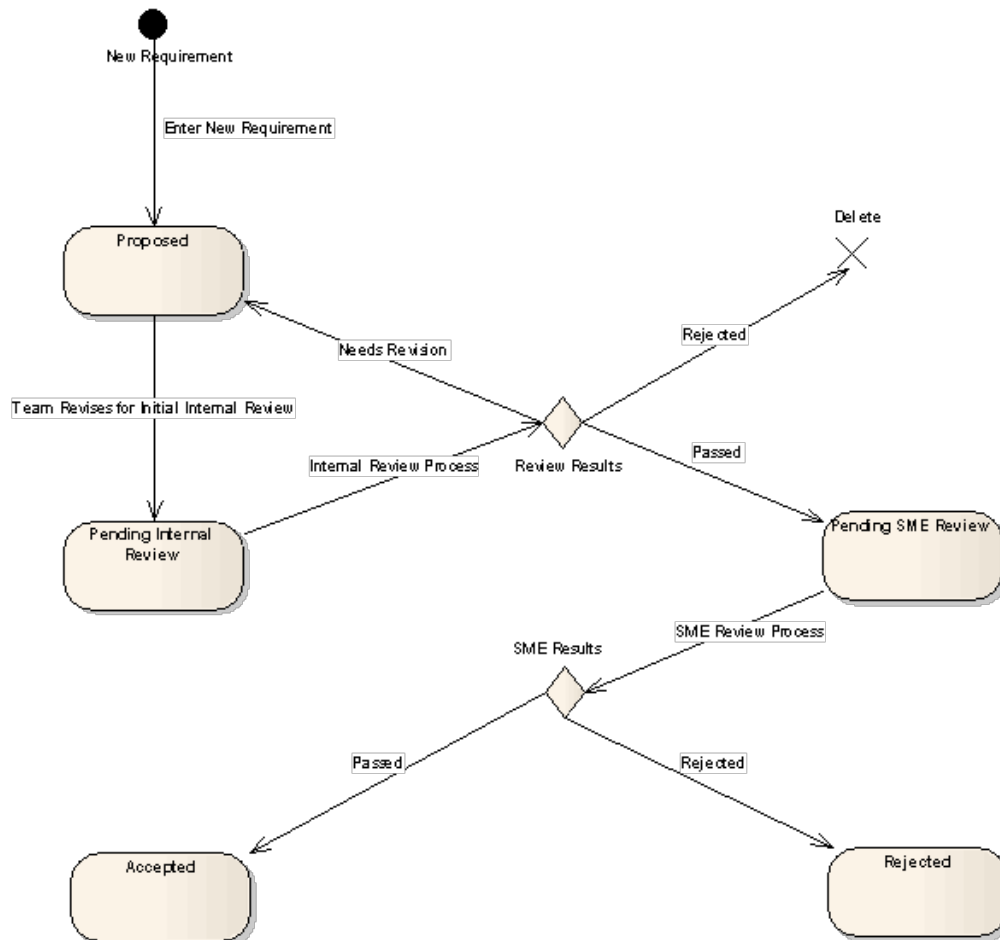 New Requirement
Enter New Requirement
Proposed
Delete
Needs Revision
Rejected
Team Revises for Initial Internal Review
Internal Review Process
Review Results
Passed
Pending Internal
Review
Pending SME Review
SME Review Process
SME Results
Passed
Rejected
Accepted
Rejected